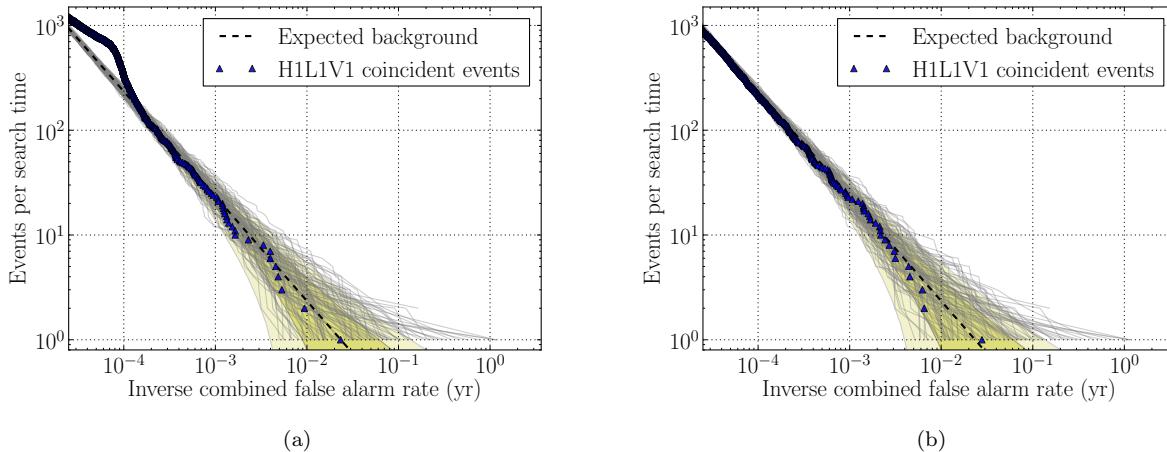 Expected background
H1L1V1 coincident events
Events per search time
10^3
10^2
10^1
10^0
10^-4
10^-3
10^-2
10^-1
10^0
Inverse combined false alarm rate (yr)
(a)
Expected background
H1L1V1 coincident events
Events per search time
10^3
10^2
10^1
10^0
10^-4
10^-3
10^-2
10^-1
10^0
Inverse combined false alarm rate (yr)
(b)